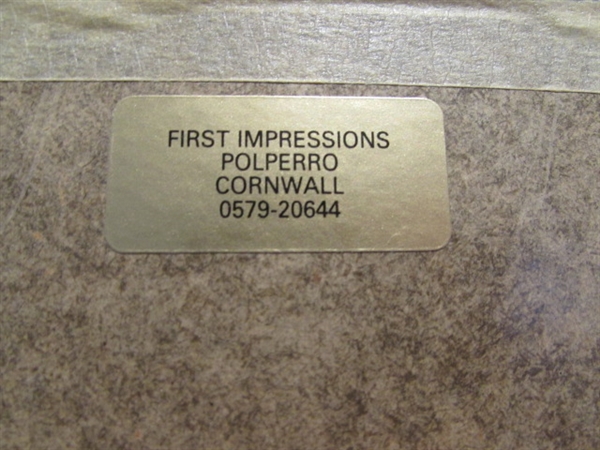 FIRST IMPRESSIONS
POLPERRO
CORNWALL
0579-20644